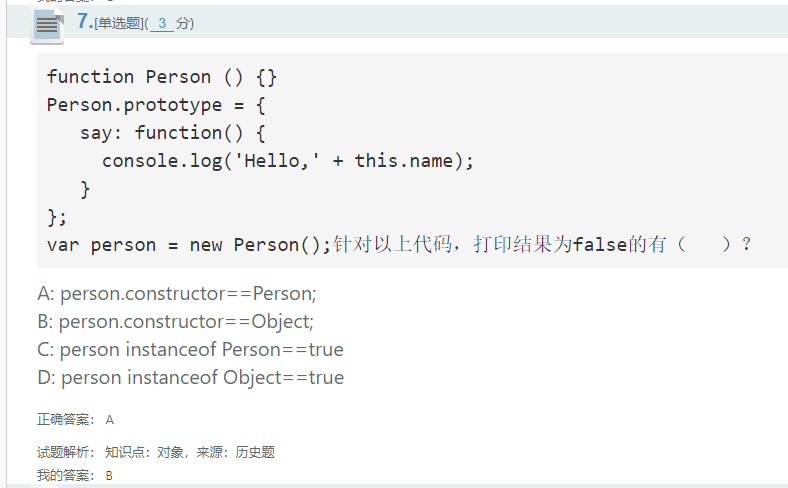 7.[单选题]( 3 分)
function Person () {}
Person.prototype = {
say: function() {
console.log('Hello,' + this.name);
}
};
var person = new Person();针对以上代码，打印结果为false的有（ ）？
A: person.constructor==Person;
B: person.constructor==Object;
C: person instanceof Person==true
D: person instanceof Object==true
正确答案： A
试题解析： 知识点：对象，来源：历史题
我的答案： B